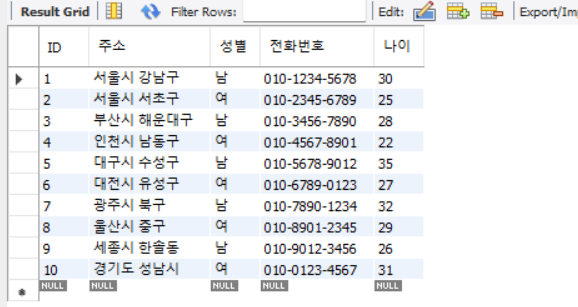 Result Grid Filter Rows: Edit: Export/Im
ID 주소 성별 전화번호 나이
1 서울시 강남구 남 010-1234-5678 30
2 서울시 서초구 여 010-2345-6789 25
3 부산시 해운대구 남 010-3456-7890 28
4 인천시 남동구 여 010-4567-8901 22
5 대구시 수성구 남 010-5678-9012 35
6 대전시 유성구 여 010-6789-0123 27
7 광주시 북구 남 010-7890-1234 32
8 울산시 중구 여 010-8901-2345 29
9 세종시 한솔동 남 010-9012-3456 26
10 경기도 성남시 여 010-0123-4567 31
NULL NULL NULL NULL NULL